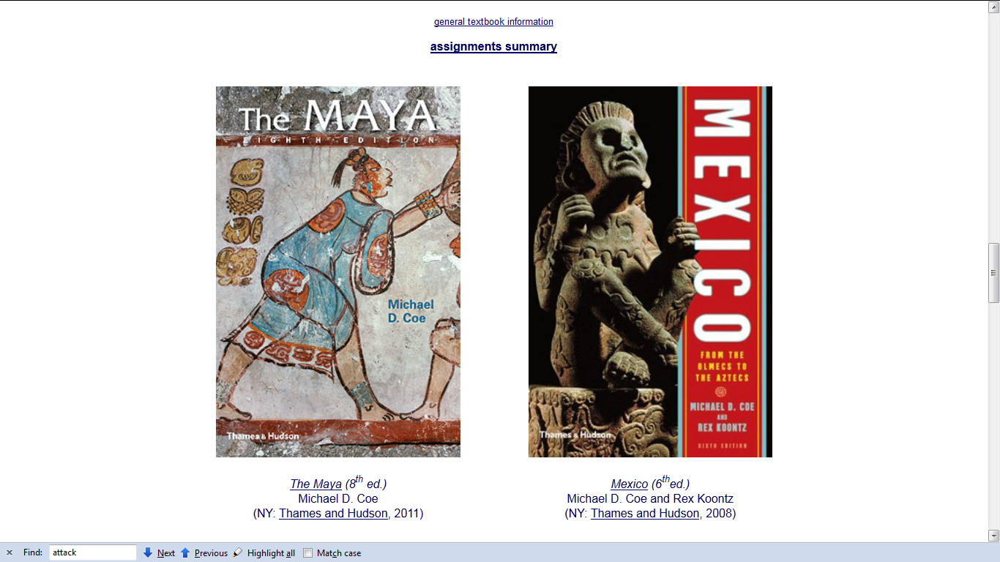 general textbook information
assignments summary
The MAYA
EIGHTH EDITION
Michael
D. Coe
Thames & Hudson
MEXICO
FROM THE
OLMECS TO
THE AZTECS
MICHAEL D. COE
AND
REX KOONTZ
SIXTH EDITION
Thames & Hudson
The Maya (8th ed.)
Michael D. Coe
(NY: Thames and Hudson, 2011)
Mexico (6thed.)
Michael D. Coe and Rex Koontz
(NY: Thames and Hudson, 2008)
Find: attack Next Previous Highlight all Match case